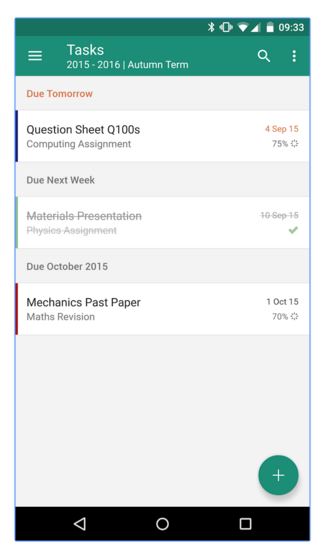 09:33
Tasks
2015 - 2016 | Autumn Term
Due Tomorrow
Question Sheet Q100s 4 Sep 15
Computing Assignment 75%
Due Next Week
Materials Presentation 10 Sep 15
Physics Assignment
Due October 2015
Mechanics Past Paper 1 Oct 15
Maths Revision 70%